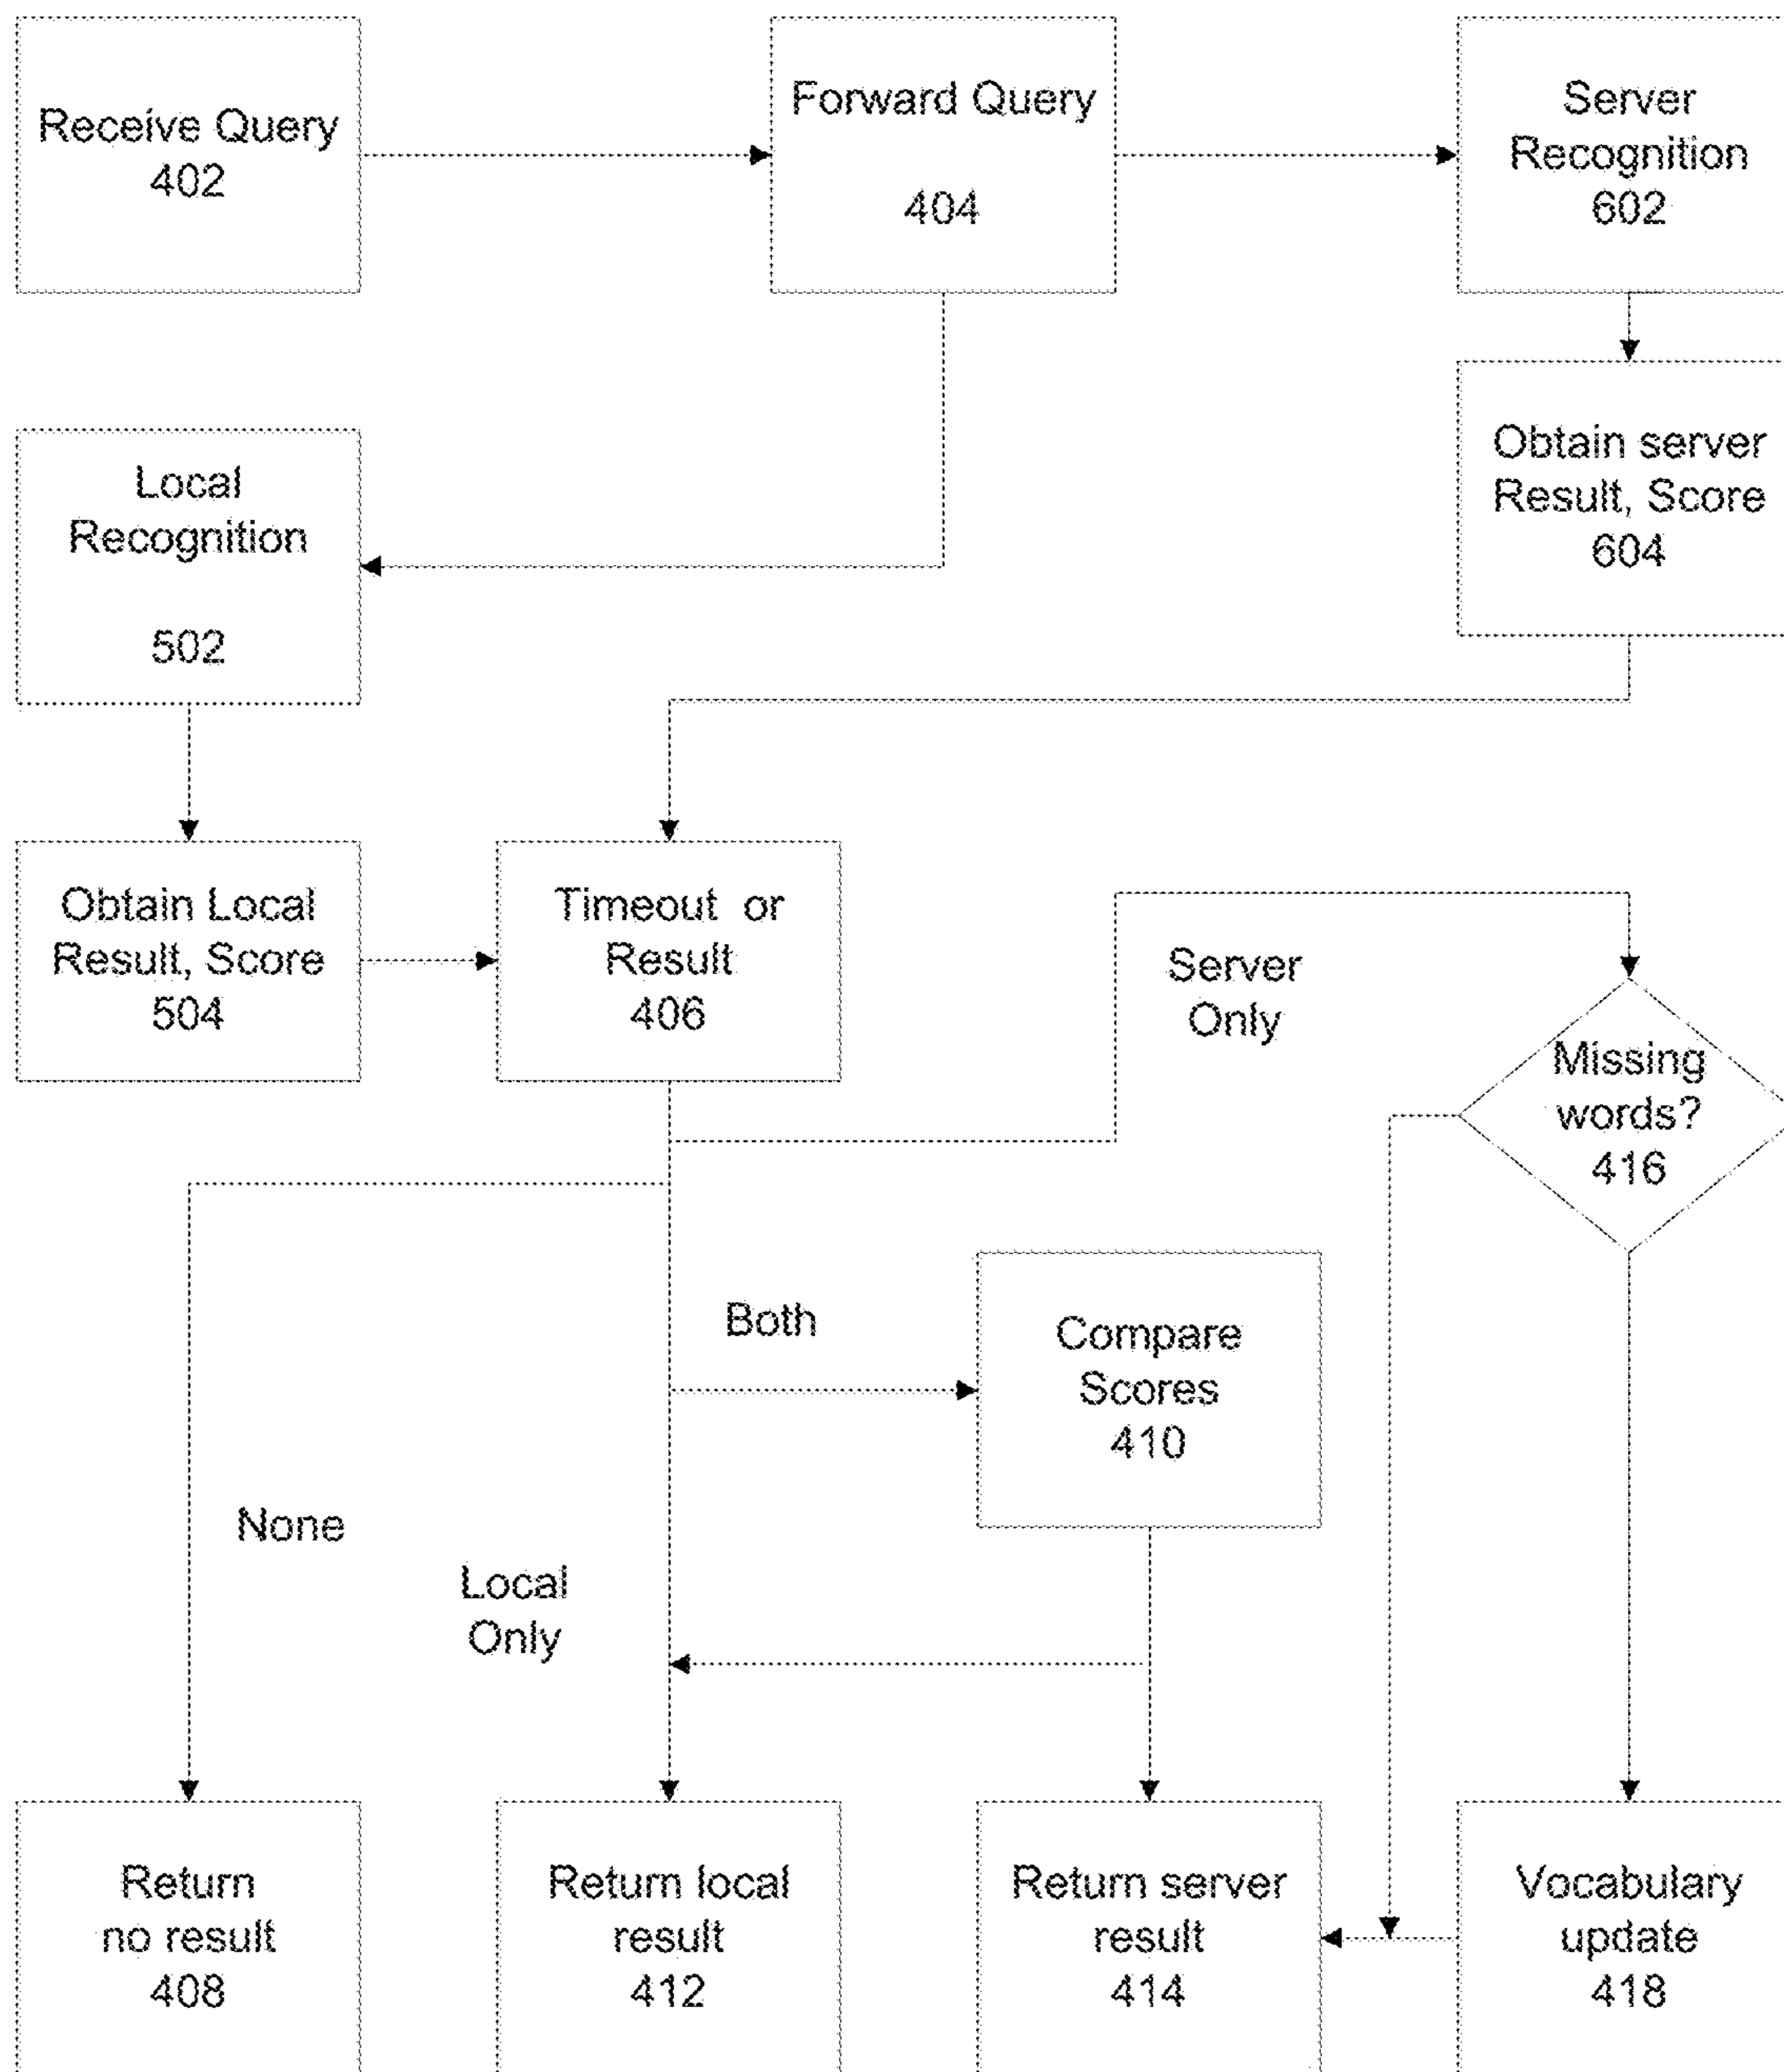 Receive Query
402
Forward Query
404
Server
Recognition
602
Local
Recognition
502
Obtain server
Result, Score
604
Obtain Local
Result, Score
504
Timeout or
Result
406
Server
Only
Missing
words?
416
Both
Compare
Scores
410
None
Local
Only
Return
no result
408
Return local
result
412
Return server
result
414
Vocabulary
update
418